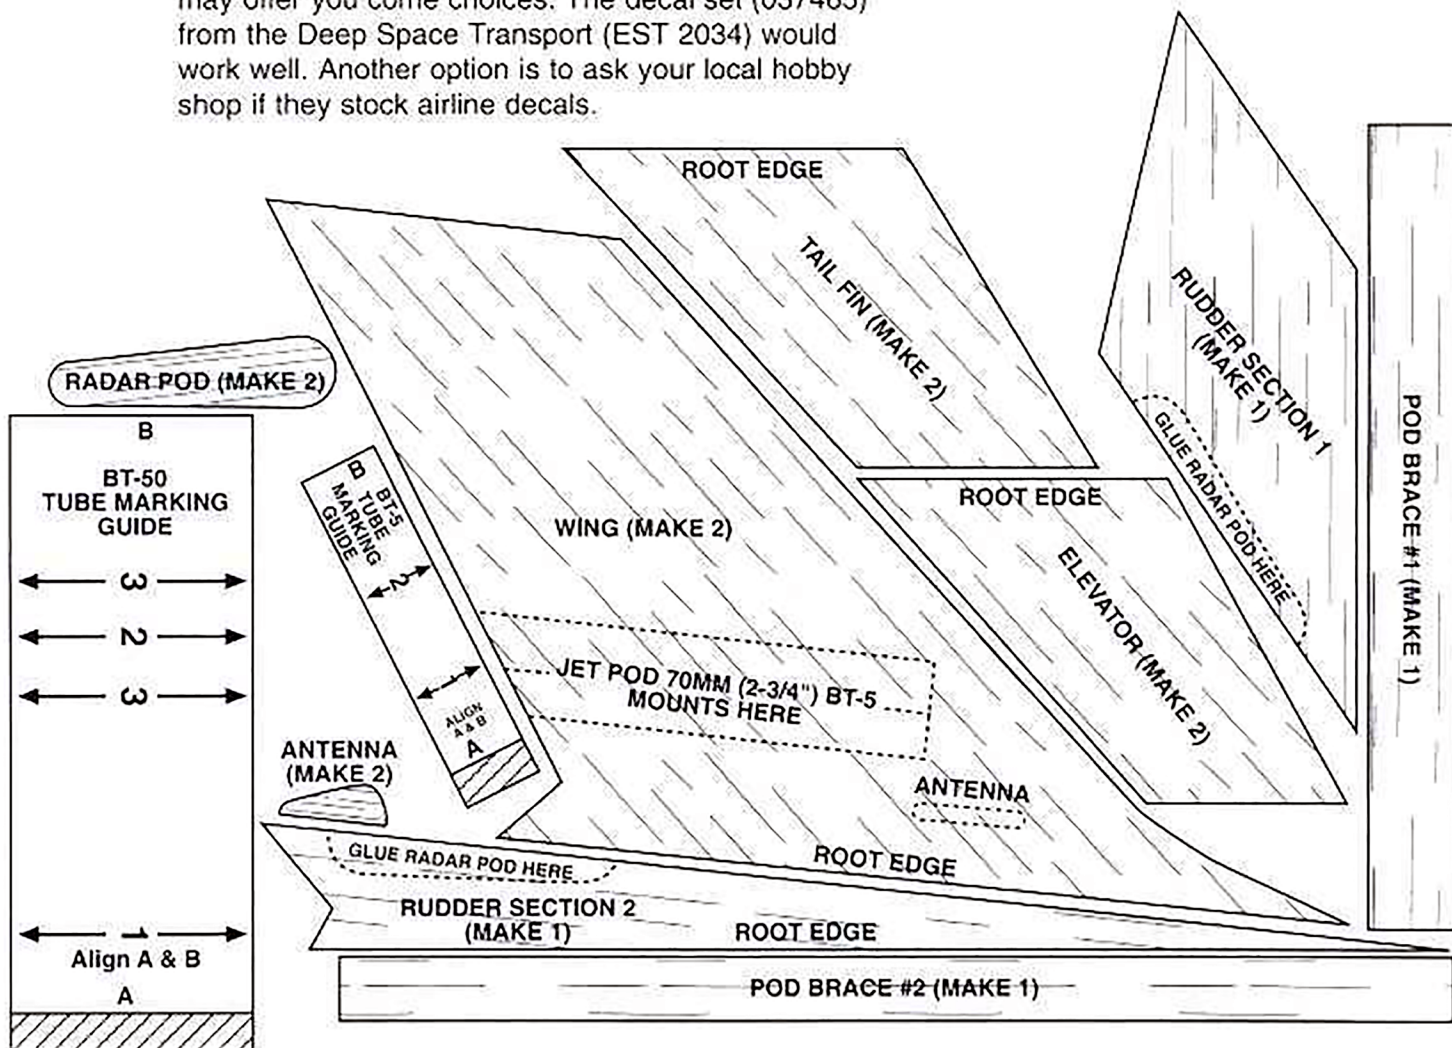 may offer you come choices. The decal set (037465)
from the Deep Space Transport (EST 2034) would
work well. Another option is to ask your local hobby
shop if they stock airline decals.
ROOT EDGE
TAIL FIN (MAKE 2)
RUDDER SECTION 1
(MAKE 1)
GLUE RADAR POD HERE
POD BRACE #1 (MAKE 1)
RADAR POD (MAKE 2)
B
BT-50
TUBE MARKING
GUIDE
3
2
3
1
Align A & B
A
B
BT-5
TUBE
MARKING
GUIDE
2
1
ALIGN
A & B
A
WING (MAKE 2)
JET POD 70MM (2-3/4") BT-5
MOUNTS HERE
ANTENNA
ROOT EDGE
ROOT EDGE
ELEVATOR (MAKE 2)
ANTENNA
(MAKE 2)
GLUE RADAR POD HERE
RUDDER SECTION 2
(MAKE 1)
ROOT EDGE
POD BRACE #2 (MAKE 1)